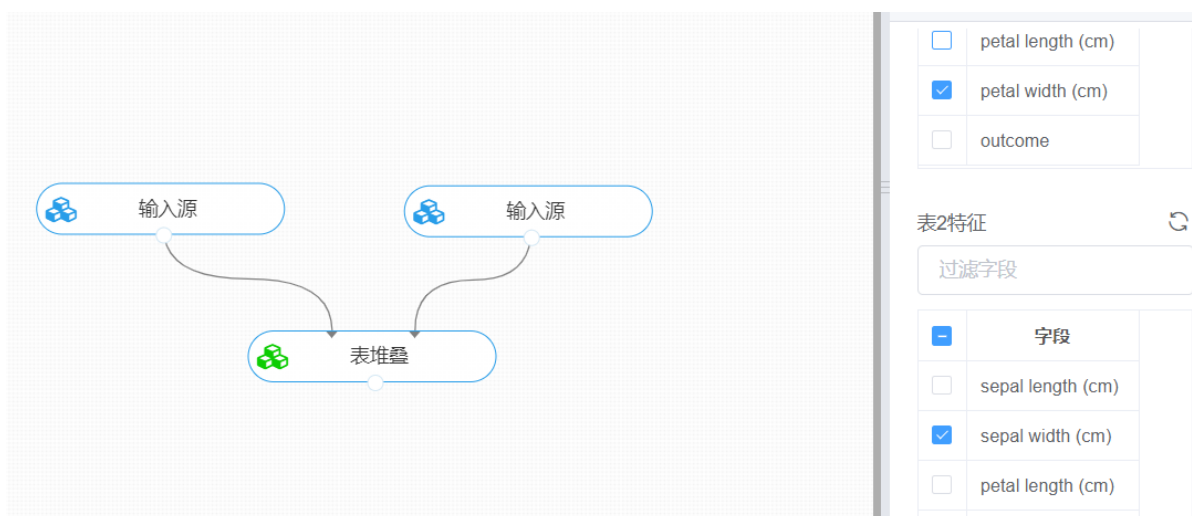 输入源
输入源
表堆叠
petal length (cm)
petal width (cm)
outcome
表2特征
过滤字段
字段
sepal length (cm)
sepal width (cm)
petal length (cm)